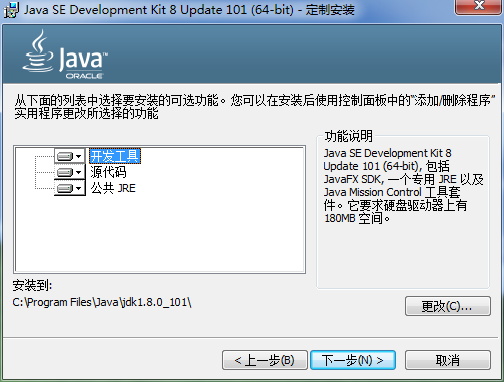 Java SE Development Kit 8 Update 101 (64-bit) - 定制安装
Java
ORACLE
从下面的列表中选择要安装的可选功能。您可以在安装后使用控制面板中的“添加/删除程序”
实用程序更改所选择的功能
开发工具
源代码
公共 JRE
功能说明
Java SE Development Kit 8
Update 101 (64-bit), 包括
JavaFX SDK, 一个专用 JRE 以及
Java Mission Control 工具套
件。它要求硬盘驱动器上有
180MB 空间。
安装到:
C:\Program Files\Java\jdk1.8.0_101\
更改(C)...
< 上一步(B)
下一步(N) >
取消